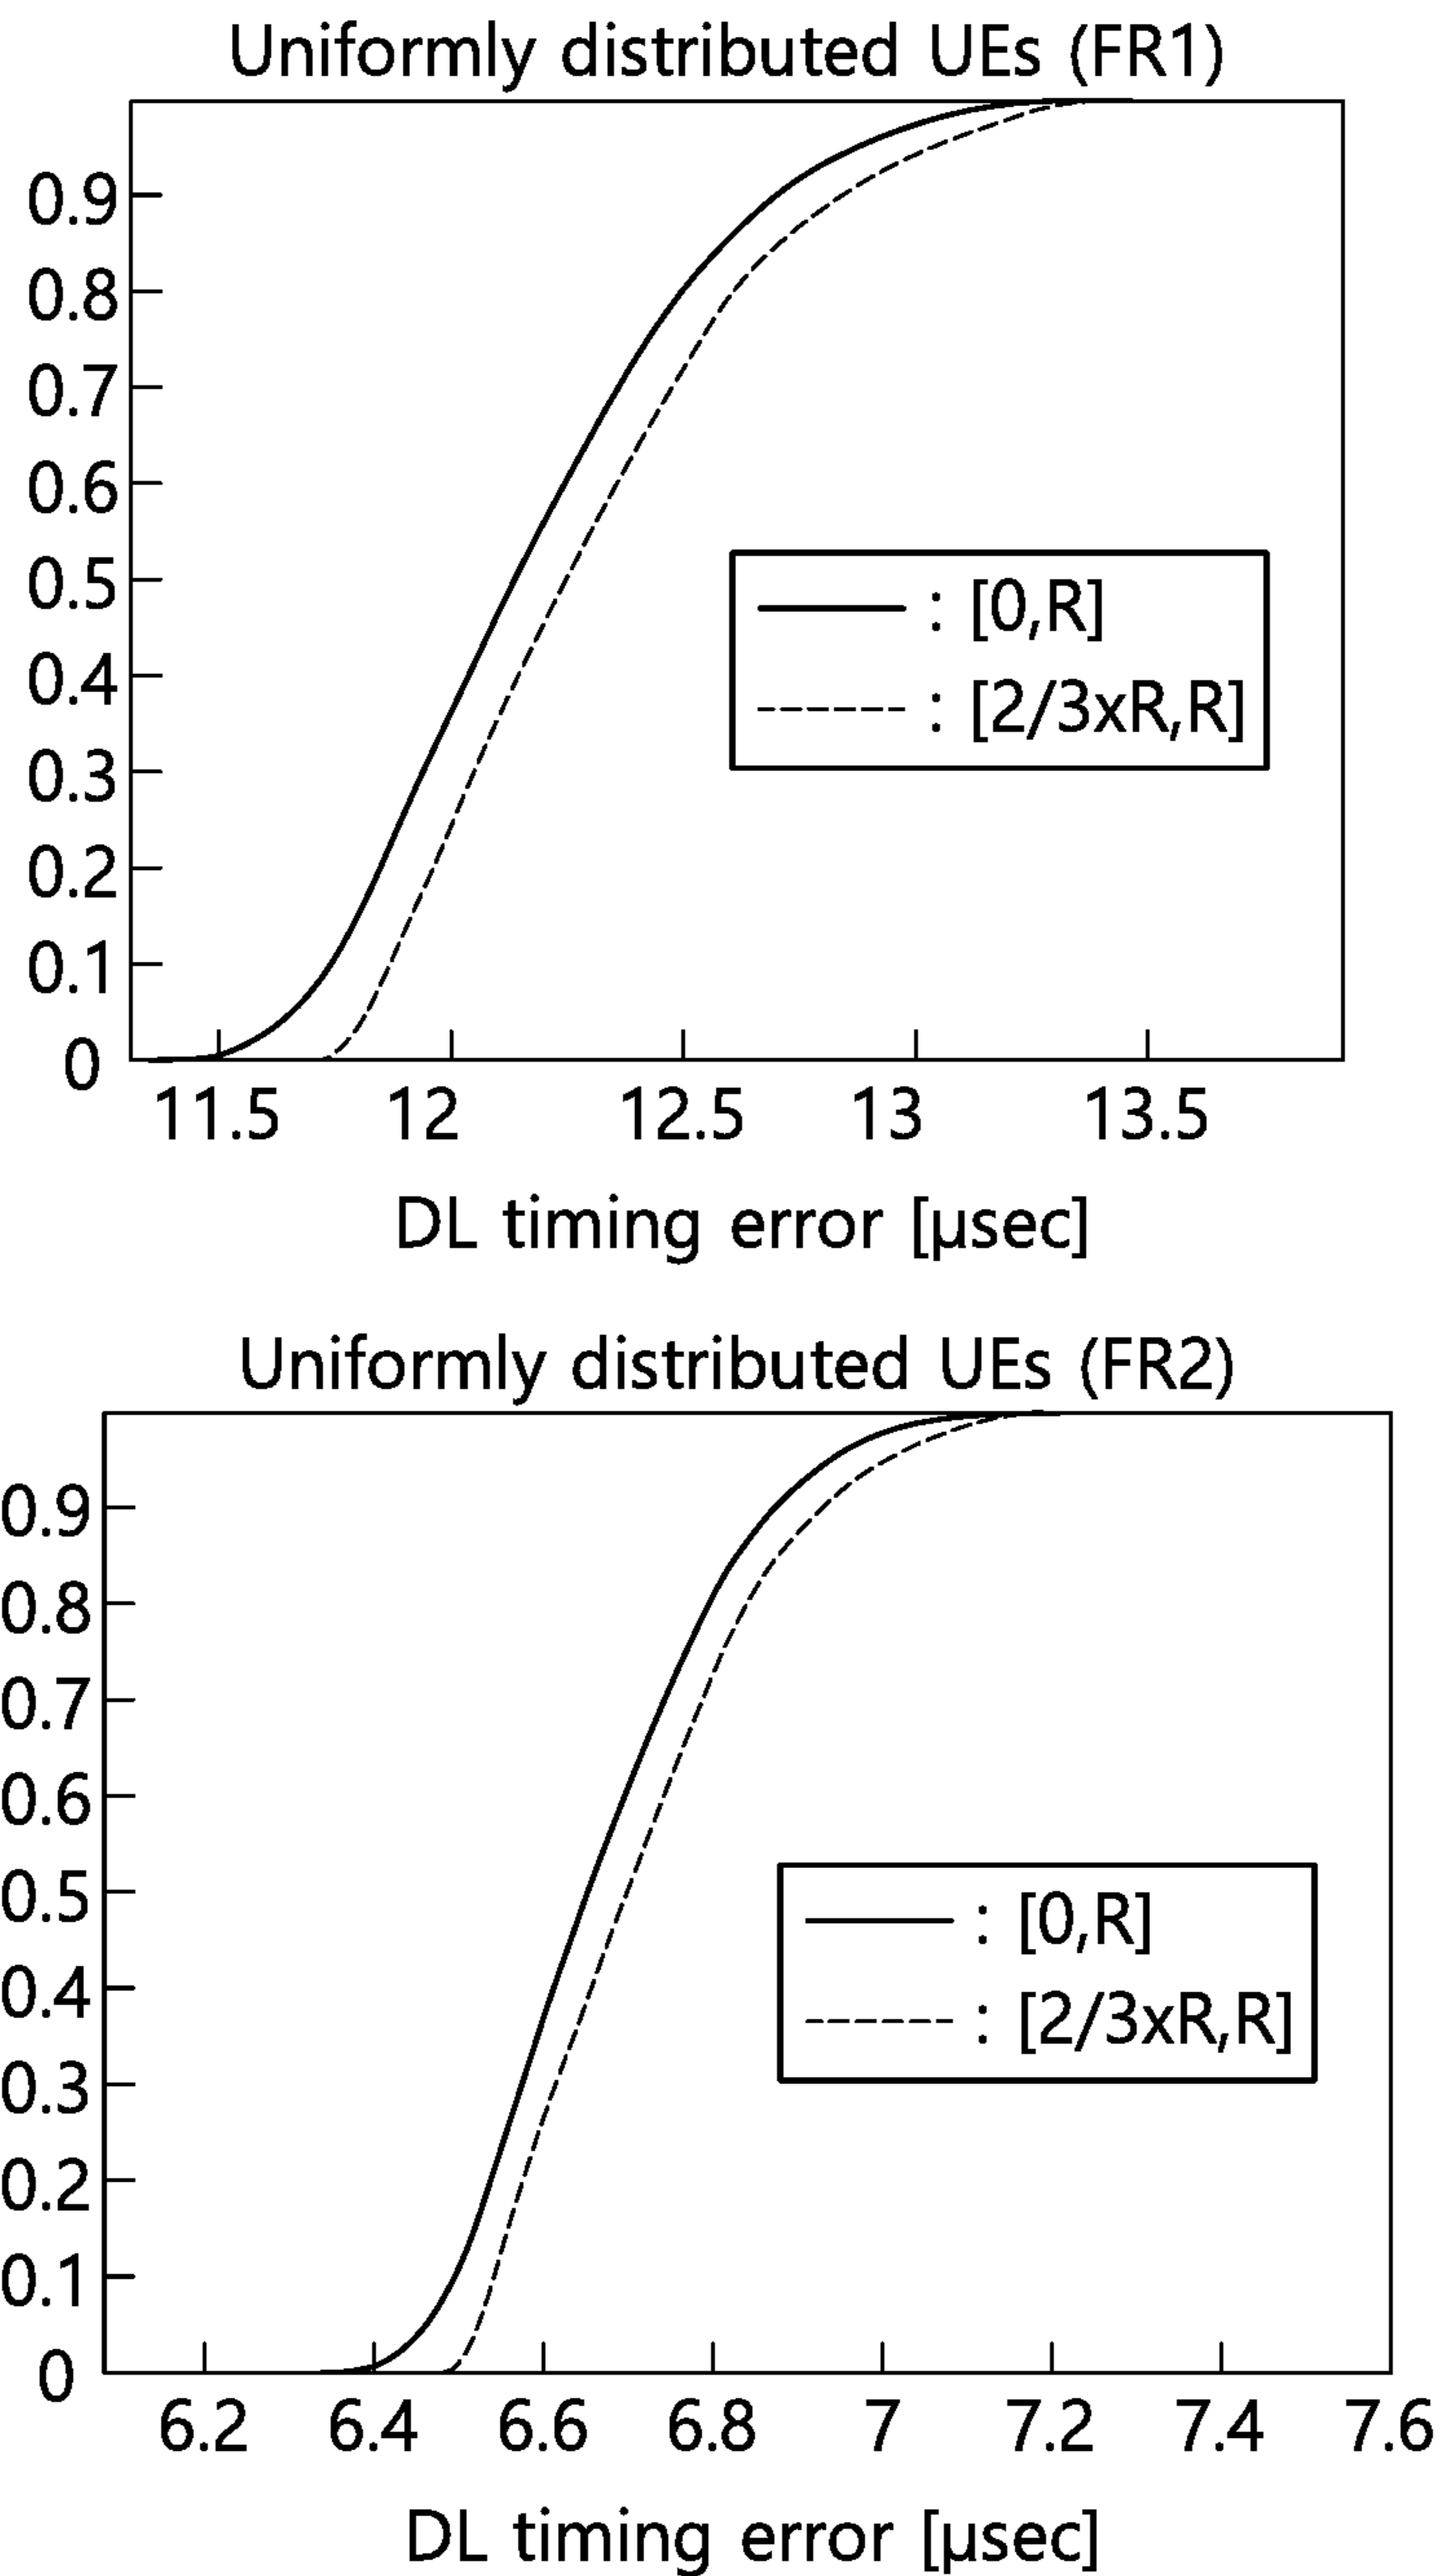 Uniformly distributed UEs (FR1)
0.9
0.8
0.7
0.6
0.5
0.4
0.3
0.2
0.1
0
: [0,R]
: [2/3xR,R]
11.5 12 12.5 13 13.5
DL timing error [μsec]
Uniformly distributed UEs (FR2)
0.9
0.8
0.7
0.6
0.5
0.4
0.3
0.2
0.1
0
: [0,R]
: [2/3xR,R]
6.2 6.4 6.6 6.8 7 7.2 7.4 7.6
DL timing error [μsec]